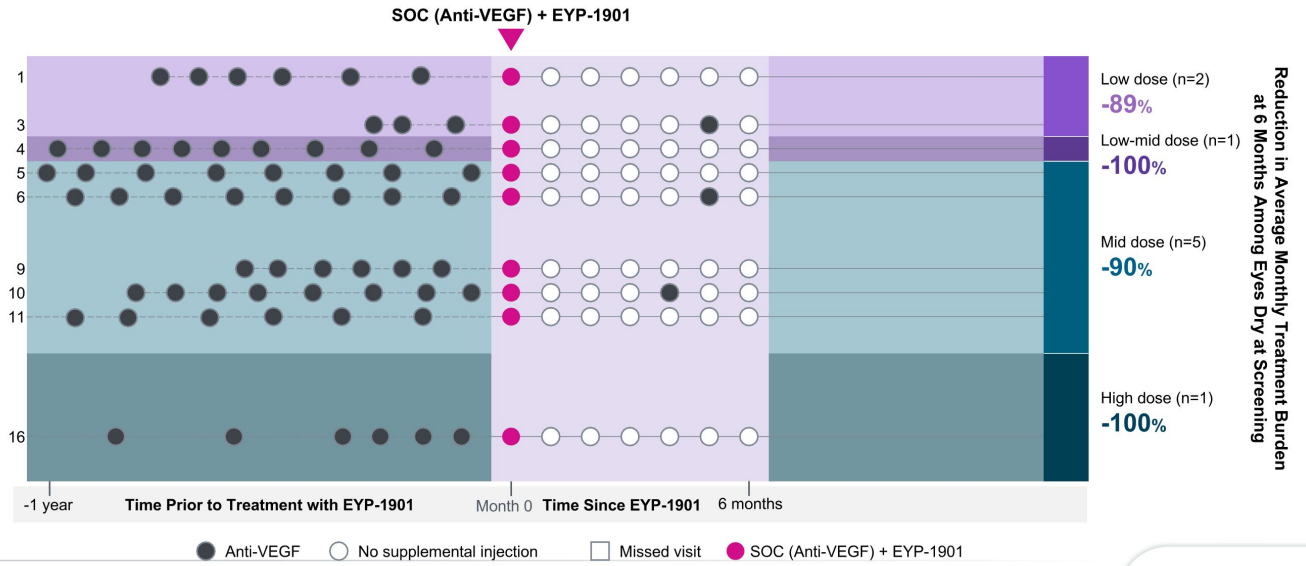 SOC (Anti-VEGF) + EYP-1901
1
3
4
5
6
9
10
11
16
Low dose (n=2)
-89%
Low-mid dose (n=1)
-100%
Mid dose (n=5)
-90%
High dose (n=1)
-100%
Reduction in Average Monthly Treatment Burden
at 6 Months Among Eyes Dry at Screening
-1 year
Time Prior to Treatment with EYP-1901
Month 0
Time Since EYP-1901
6 months
Anti-VEGF
No supplemental injection
Missed visit
SOC (Anti-VEGF) + EYP-1901